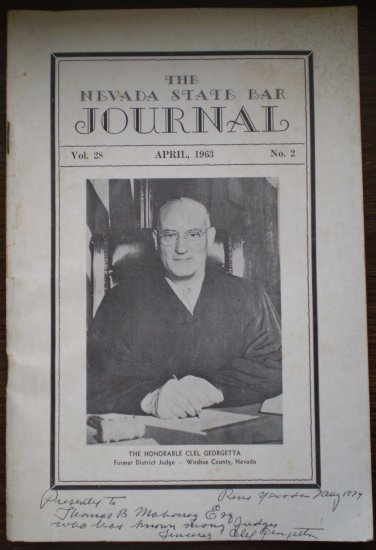 THE
NEVADA STATE BAR
JOURNAL
Vol. 28 APRIL, 1963 No. 2
THE HONORABLE CLEL GEORGETTA
Former District Judge - Washoe County, Nevada
Presented to Reno Nevada
Thomas B. Mahoney Esq
who has known many Judges
Sincerely Clel Georgetta